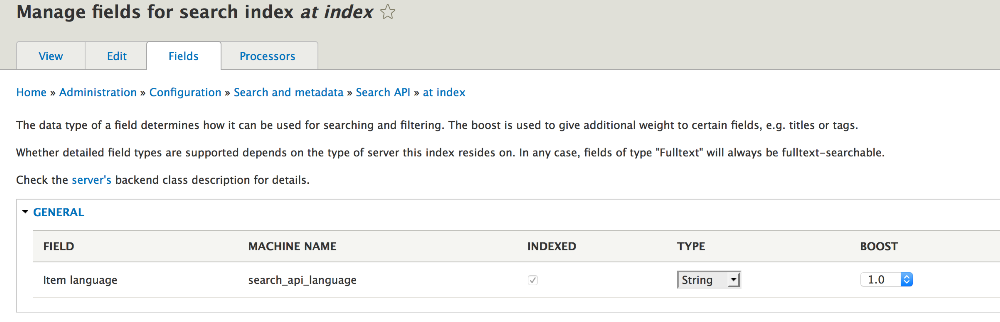 Manage fields for search index at index
View Edit Fields Processors
Home » Administration » Configuration » Search and metadata » Search API » at index
The data type of a field determines how it can be used for searching and filtering. The boost is used to give additional weight to certain fields, e.g. titles or tags.
Whether detailed field types are supported depends on the type of server this index resides on. In any case, fields of type "Fulltext" will always be fulltext-searchable.
Check the server's backend class description for details.
GENERAL
FIELD MACHINE NAME INDEXED TYPE BOOST
Item language search_api_language String 1.0